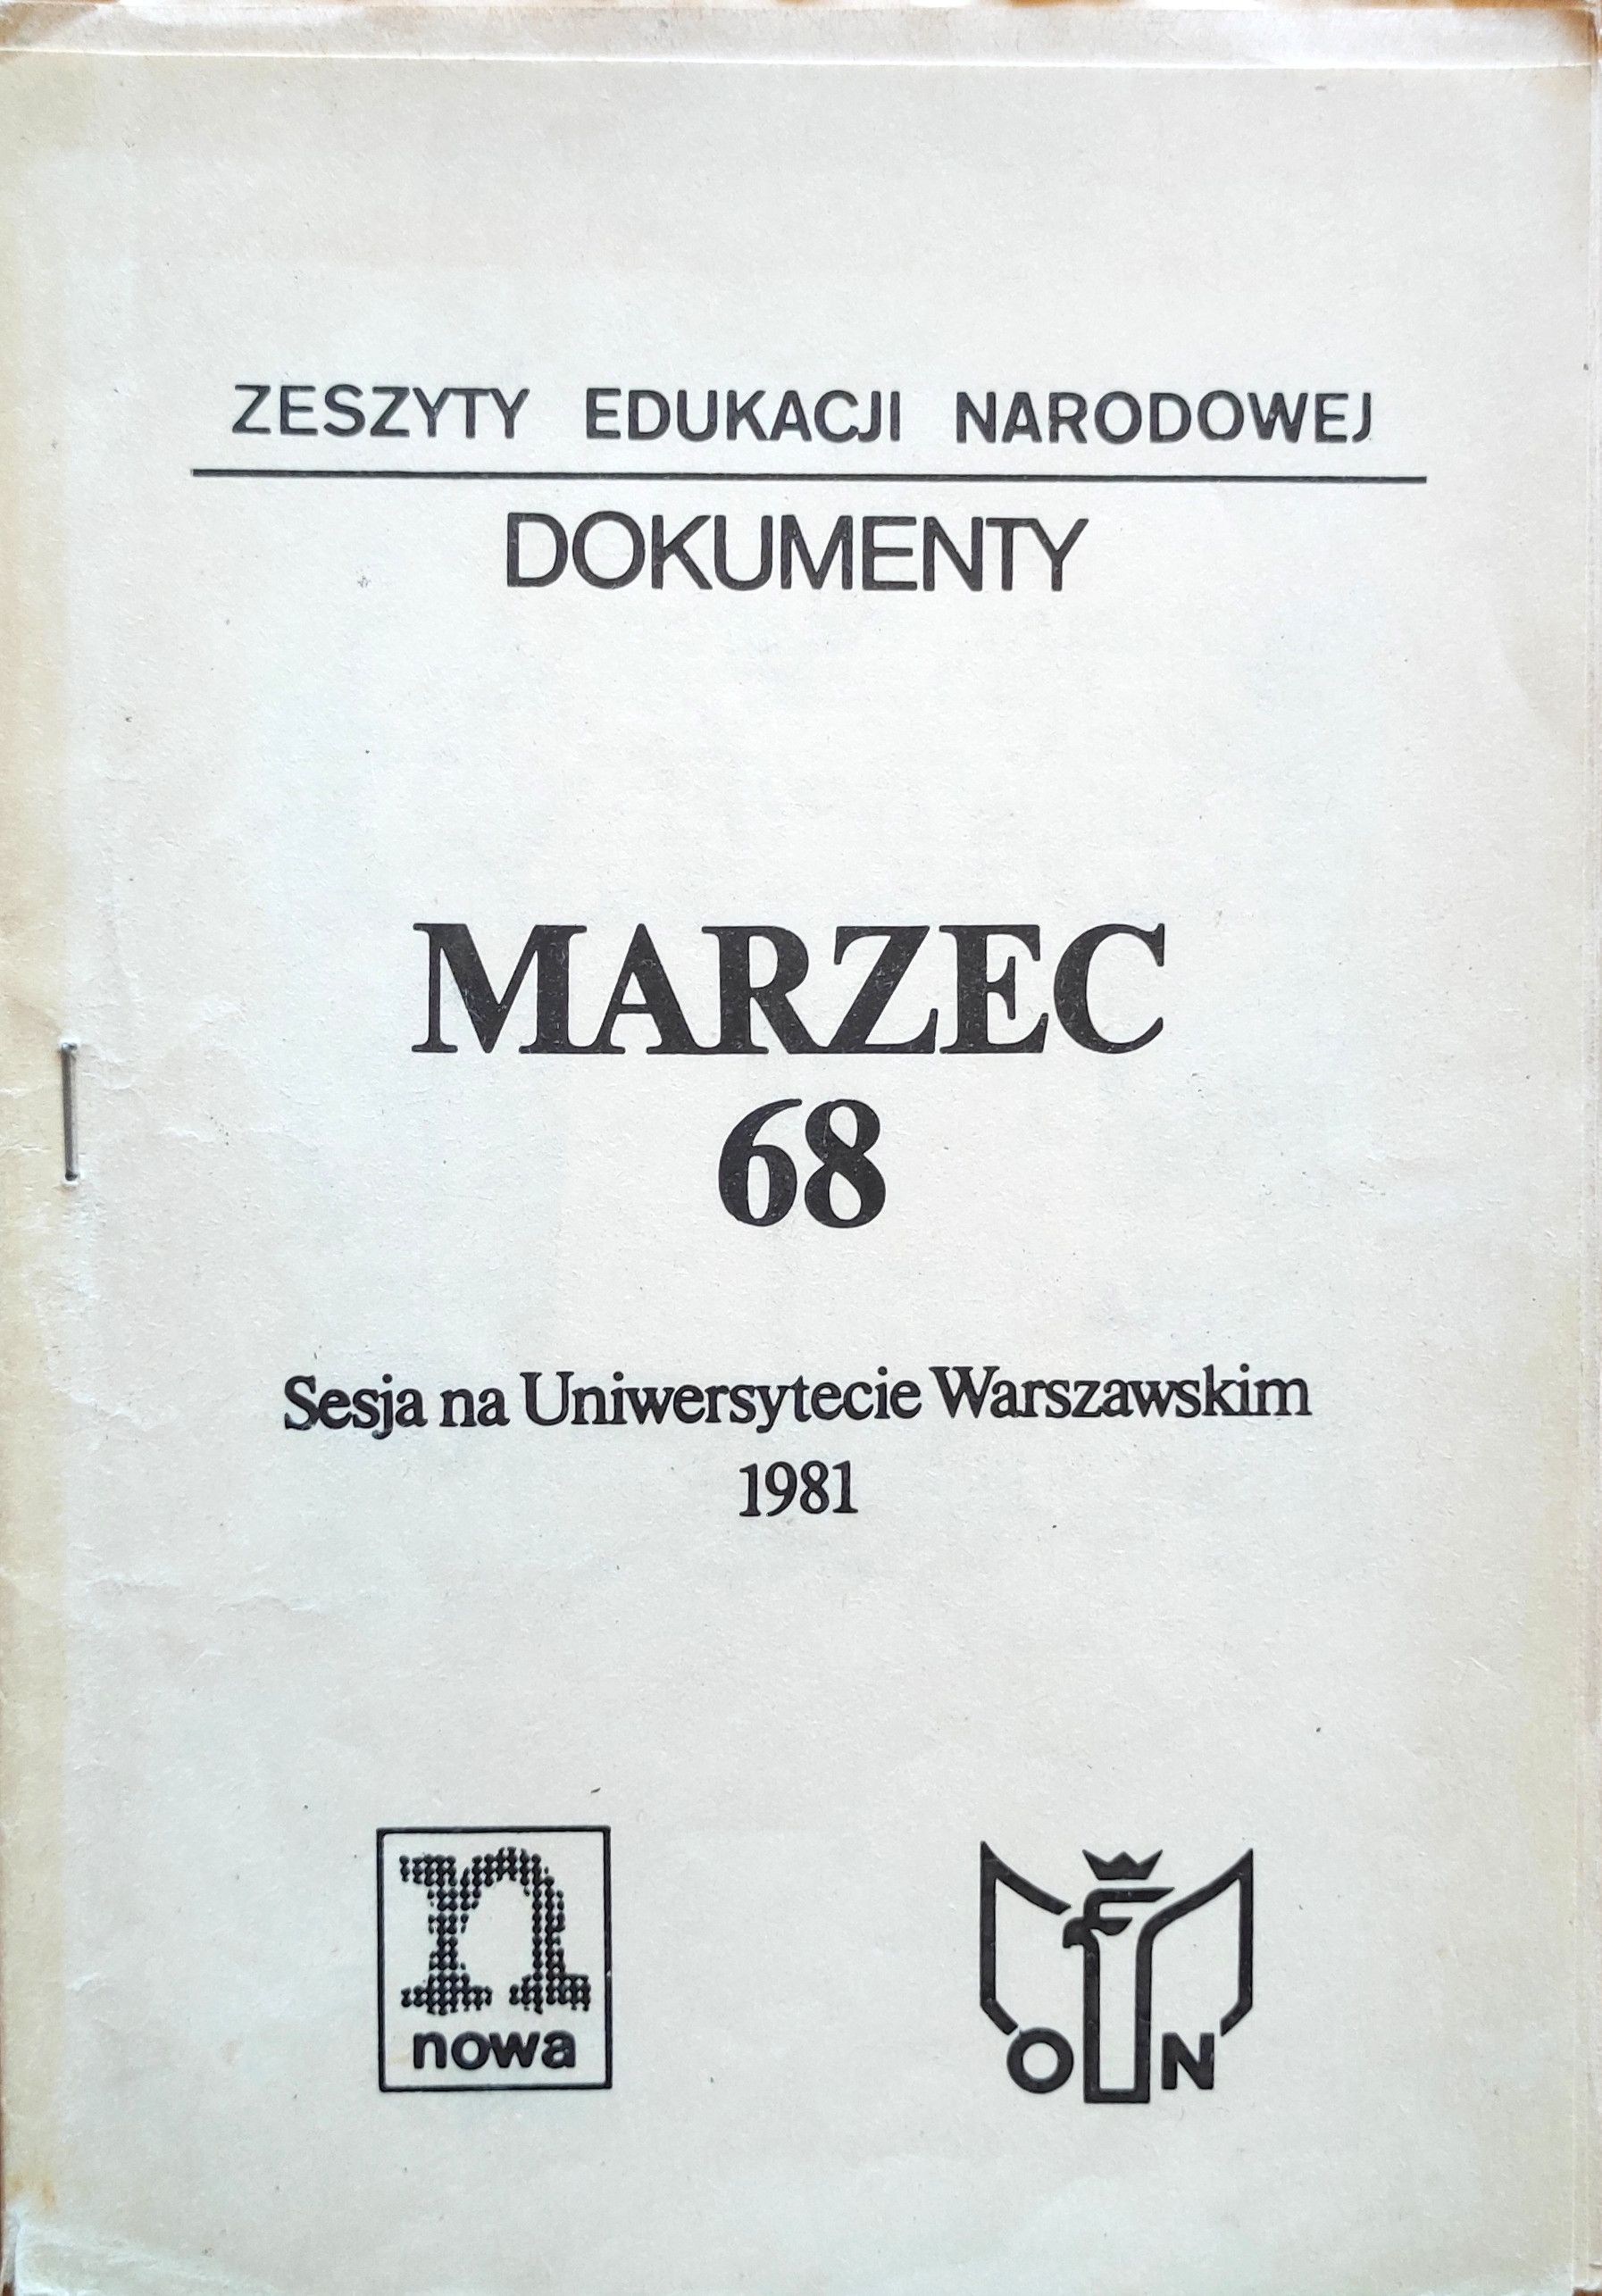 ZESZYTY EDUKACJI NARODOWEJ
DOKUMENTY
MARZEC
68
Sesja na Uniwersytecie Warszawskim
1981
n
nowa
O N